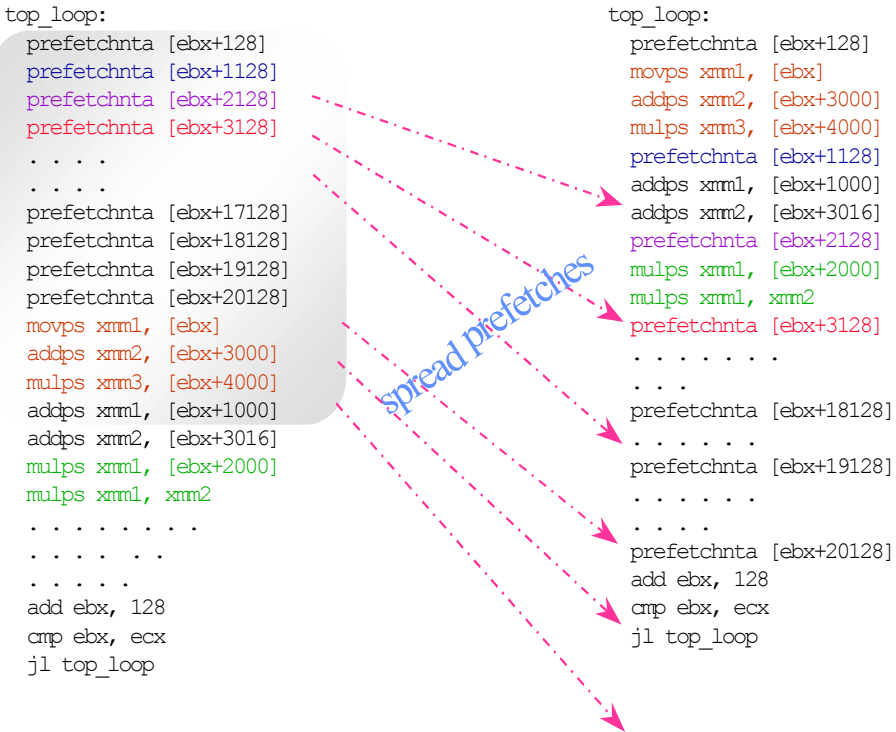 top_loop:
prefetchnta [ebx+128]
prefetchnta [ebx+1128]
prefetchnta [ebx+2128]
prefetchnta [ebx+3128]
. . . .
. . . .
prefetchnta [ebx+17128]
prefetchnta [ebx+18128]
prefetchnta [ebx+19128]
prefetchnta [ebx+20128]
movps xmm1, [ebx]
addps xmm2, [ebx+3000]
mulps xmm3, [ebx+4000]
addps xmm1, [ebx+1000]
addps xmm2, [ebx+3016]
mulps xmm1, [ebx+2000]
mulps xmm1, xmm2
. . . . . . . .
. . . . . .
. . . . .
add ebx, 128
cmp ebx, ecx
jl top_loop
spread prefetches
top_loop:
prefetchnta [ebx+128]
movps xmm1, [ebx]
addps xmm2, [ebx+3000]
mulps xmm3, [ebx+4000]
prefetchnta [ebx+1128]
addps xmm1, [ebx+1000]
addps xmm2, [ebx+3016]
prefetchnta [ebx+2128]
mulps xmm1, [ebx+2000]
mulps xmm1, xmm2
prefetchnta [ebx+3128]
. . . . . . .
. . .
prefetchnta [ebx+18128]
. . . . . .
prefetchnta [ebx+19128]
. . . . . .
. . . .
prefetchnta [ebx+20128]
add ebx, 128
cmp ebx, ecx
jl top_loop